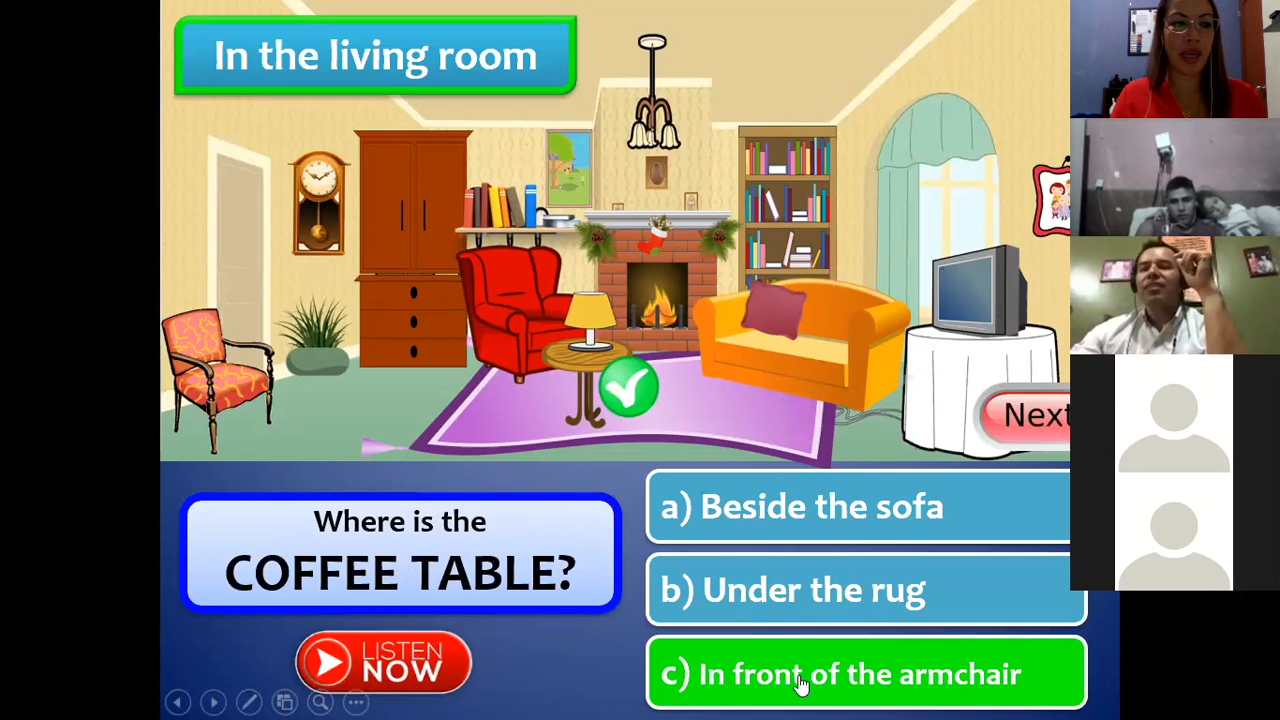 In the living room
Next
Where is the
COFFEE TABLE?
LISTEN
NOW
a) Beside the sofa
b) Under the rug
c) In front of the armchair